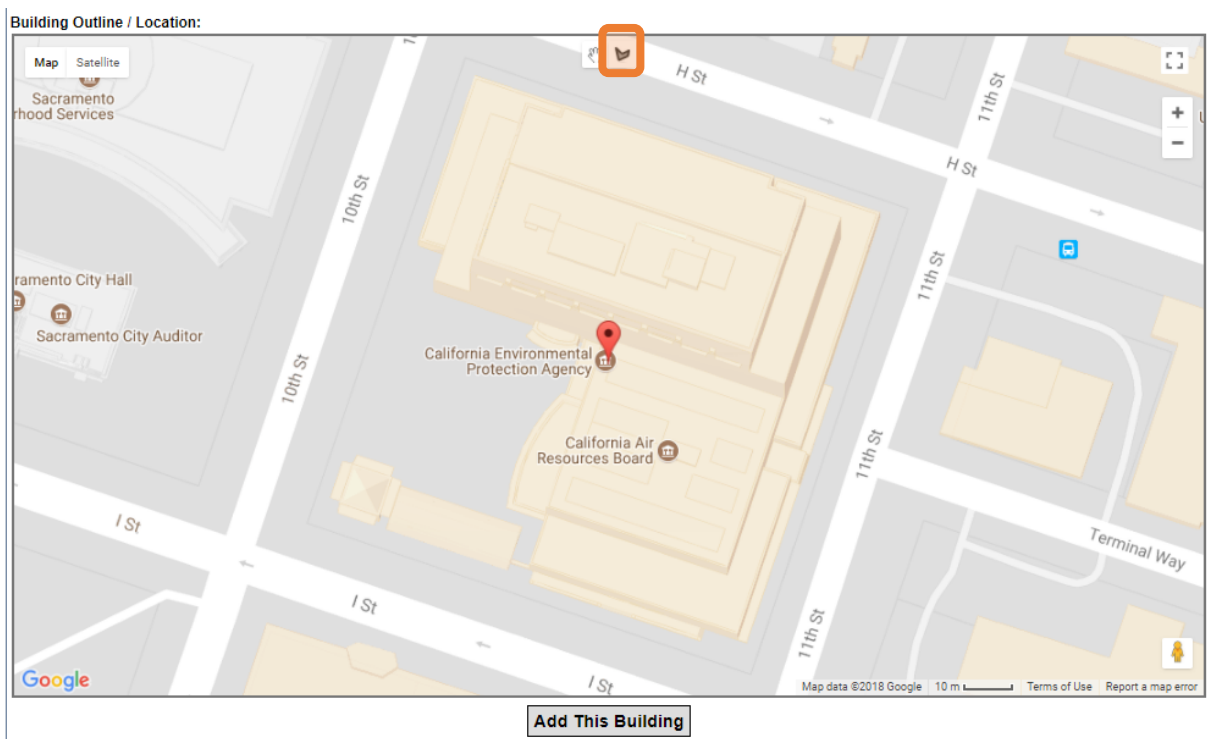 Building Outline / Location:
Map Satellite
H St
11th St
Sacramento
rhood Services
+
−
H St
10th St
11th St
ramento City Hall
Sacramento City Auditor
California Environmental
Protection Agency
10th St
California Air
Resources Board
11th St
I St
Terminal Way
I St
11th St
I St
Google
Map data ©2018 Google 10 m Terms of Use Report a map error
Add This Building